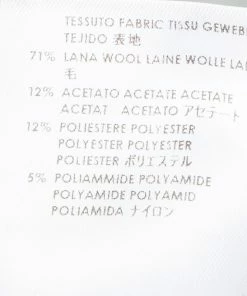 TESSUTO FABRIC TISSU GEWEBE
TEJIDO 表地
71% LANA WOOL LAINE WOLLE
毛
12% ACETATO ACETATE ACETATE
ACETAT ACETATO アセテート
12% POLIESTERE POLYESTER
POLYESTER POLYESTER
POLIESTER ポリエステル
5% POLIAMMIDE POLYAMIDE
POLYAMIDE POLYAMID
POLIAMIDA ナイロン